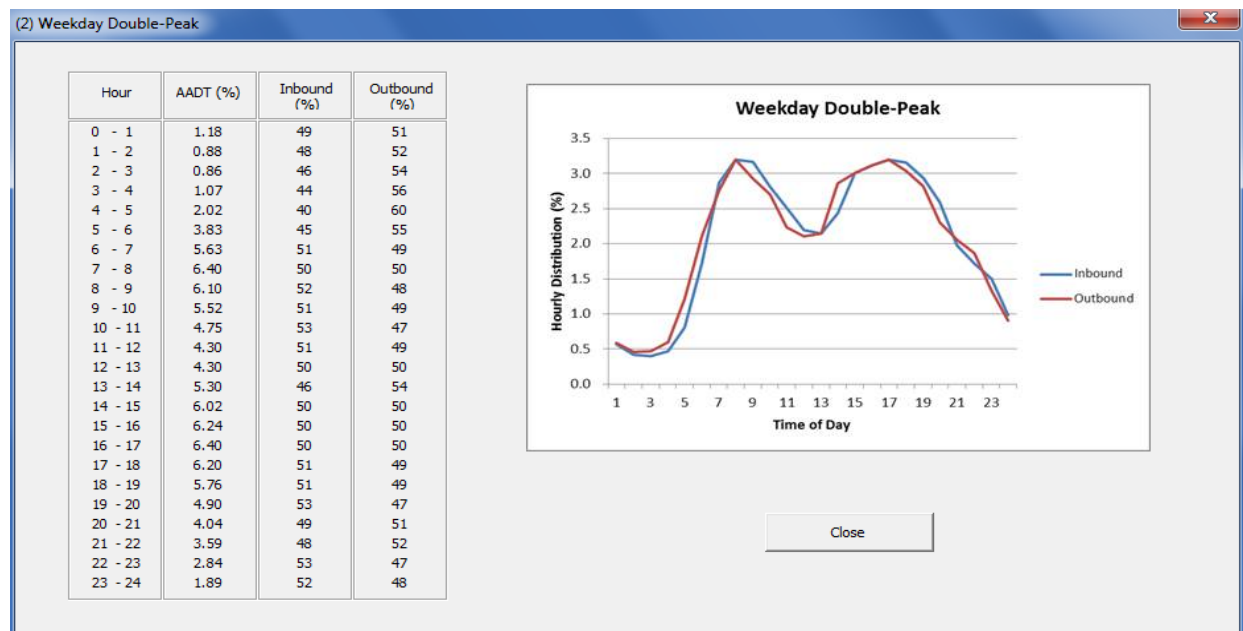 (2) Weekday Double-Peak
Hour AADT (%) Inbound (%) Outbound (%)
0 - 1 1.18 49 51
1 - 2 0.88 48 52
2 - 3 0.86 46 54
3 - 4 1.07 44 56
4 - 5 2.02 40 60
5 - 6 3.83 45 55
6 - 7 5.63 51 49
7 - 8 6.40 50 50
8 - 9 6.10 52 48
9 - 10 5.52 51 49
10 - 11 4.75 53 47
11 - 12 4.30 51 49
12 - 13 4.30 50 50
13 - 14 5.30 46 54
14 - 15 6.02 50 50
15 - 16 6.24 50 50
16 - 17 6.40 50 50
17 - 18 6.20 51 49
18 - 19 5.76 51 49
19 - 20 4.90 53 47
20 - 21 4.04 49 51
21 - 22 3.59 48 52
22 - 23 2.84 53 47
23 - 24 1.89 52 48
Weekday Double-Peak
Hourly Distribution (%)
3.5
3.0
2.5
2.0
1.5
1.0
0.5
0.0
1 3 5 7 9 11 13 15 17 19 21 23
Time of Day
Inbound
Outbound
Close